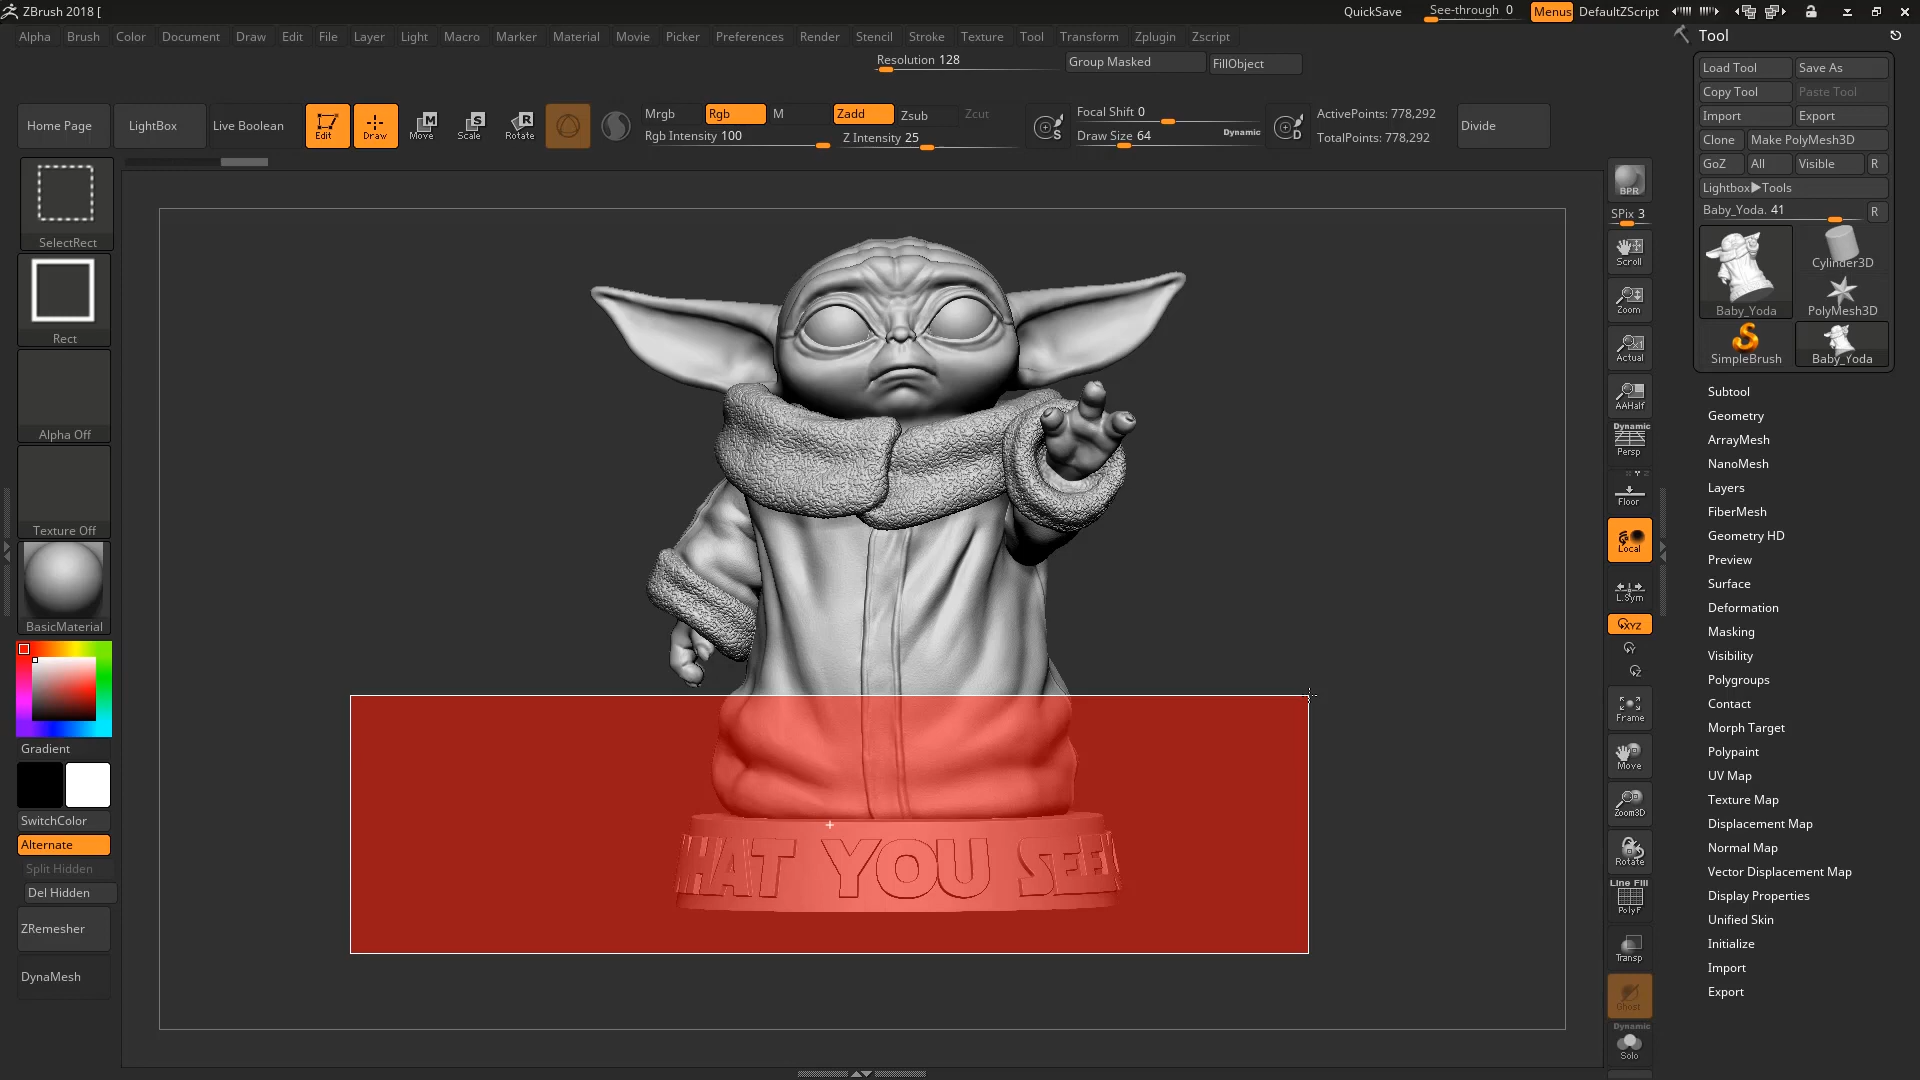 ZBrush 2018 [
QuickSave
See-through 0
Menus
DefaultZScript
Alpha Brush Color Document Draw Edit File Layer Light Macro Marker Material Movie Picker Preferences Render Stencil Stroke Texture Tool Transform Zplugin Zscript
Resolution 128
Group Masked
FillObject
Home Page
LightBox
Live Boolean
Edit
Draw
Move
Scale
Rotate
Mrgb Rgb M Zadd Zsub Zcut
Rgb Intensity 100
Z Intensity 25
Focal Shift 0
Draw Size 64
Dynamic
ActivePoints: 778,292
TotalPoints: 778,292
Divide
SelectRect
Rect
Alpha Off
Texture Off
BasicMaterial
Gradient
SwitchColor
Alternate
Split Hidden
Del Hidden
ZRemesher
DynaMesh
HAT YOU SEE
BPR
SPix 3
Scroll
Zoom
Actual
AAHalf
Dynamic
Persp
Floor
Local
L.Sym
XYZ
Y
Z
Frame
Move
Zoom3D
Rotate
Line Fill
PolyF
Transp
Ghost
Dynamic
Solo
Tool
Load Tool Save As
Copy Tool Paste Tool
Import Export
Clone Make PolyMesh3D
GoZ All Visible R
Lightbox▶Tools
Baby_Yoda. 41 R
Baby_Yoda
Cylinder3D
PolyMesh3D
SimpleBrush
Baby_Yoda
Subtool
Geometry
ArrayMesh
NanoMesh
Layers
FiberMesh
Geometry HD
Preview
Surface
Deformation
Masking
Visibility
Polygroups
Contact
Morph Target
Polypaint
UV Map
Texture Map
Displacement Map
Normal Map
Vector Displacement Map
Display Properties
Unified Skin
Initialize
Import
Export